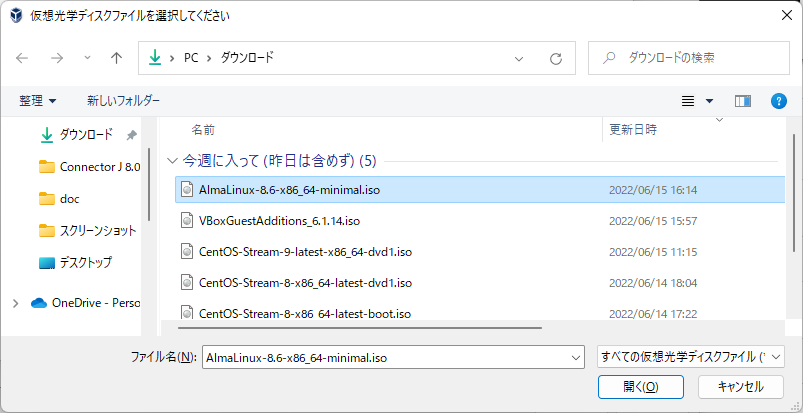 仮想光学ディスクファイルを選択してください
PC ダウンロード
ダウンロードの検索
整理 新しいフォルダー
名前 更新日時
ダウンロード
Connector J 8.0
doc
スクリーンショット
デスクトップ
OneDrive - Perso
今週に入って (昨日は含めず) (5)
AlmaLinux-8.6-x86_64-minimal.iso 2022/06/15 16:14
VBoxGuestAdditions_6.1.14.iso 2022/06/15 15:57
CentOS-Stream-9-latest-x86_64-dvd1.iso 2022/06/15 11:15
CentOS-Stream-8-x86_64-latest-dvd1.iso 2022/06/14 18:04
CentOS-Stream-8-x86_64-latest-boot.iso 2022/06/14 17:22
ファイル名(N): AlmaLinux-8.6-x86_64-minimal.iso すべての仮想光学ディスクファイル (*
開く(O) キャンセル